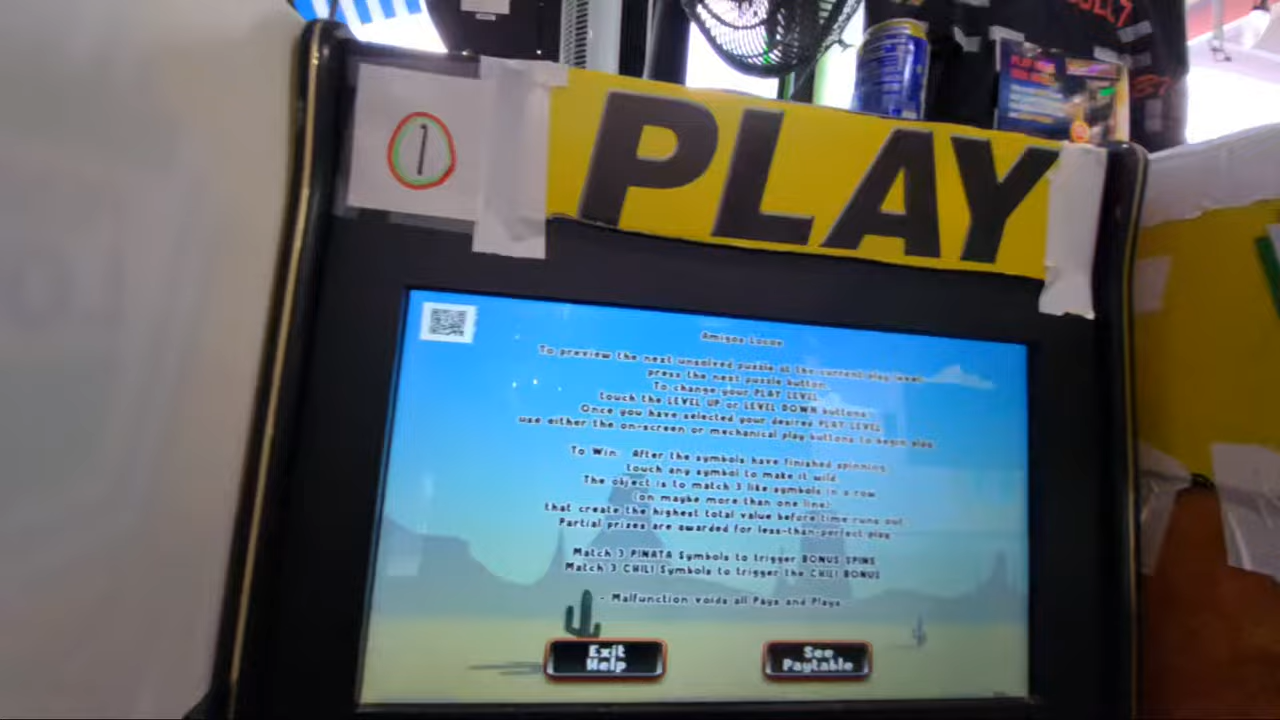 1
PLAY
Amigos Locos
To preview the next unsolved puzzle at the current play level
press the next puzzle button.
To change your PLAY LEVEL
touch the LEVEL UP or LEVEL DOWN buttons.
Once you have selected your desired PLAY LEVEL
use either the on-screen or mechanical play buttons to begin play
To Win: After the symbols have finished spinning,
touch any symbol to make it wild.
The object is to match 3 like symbols in a row
(on maybe more than one line)
that create the highest total value before time runs out.
Partial prizes are awarded for less-than-perfect play
Match 3 PINATA Symbols to trigger BONUS SPINS
Match 3 CHILI Symbols to trigger the CHILI BONUS
- Malfunction voids all Pays and Plays
Exit
Help
See
Paytable